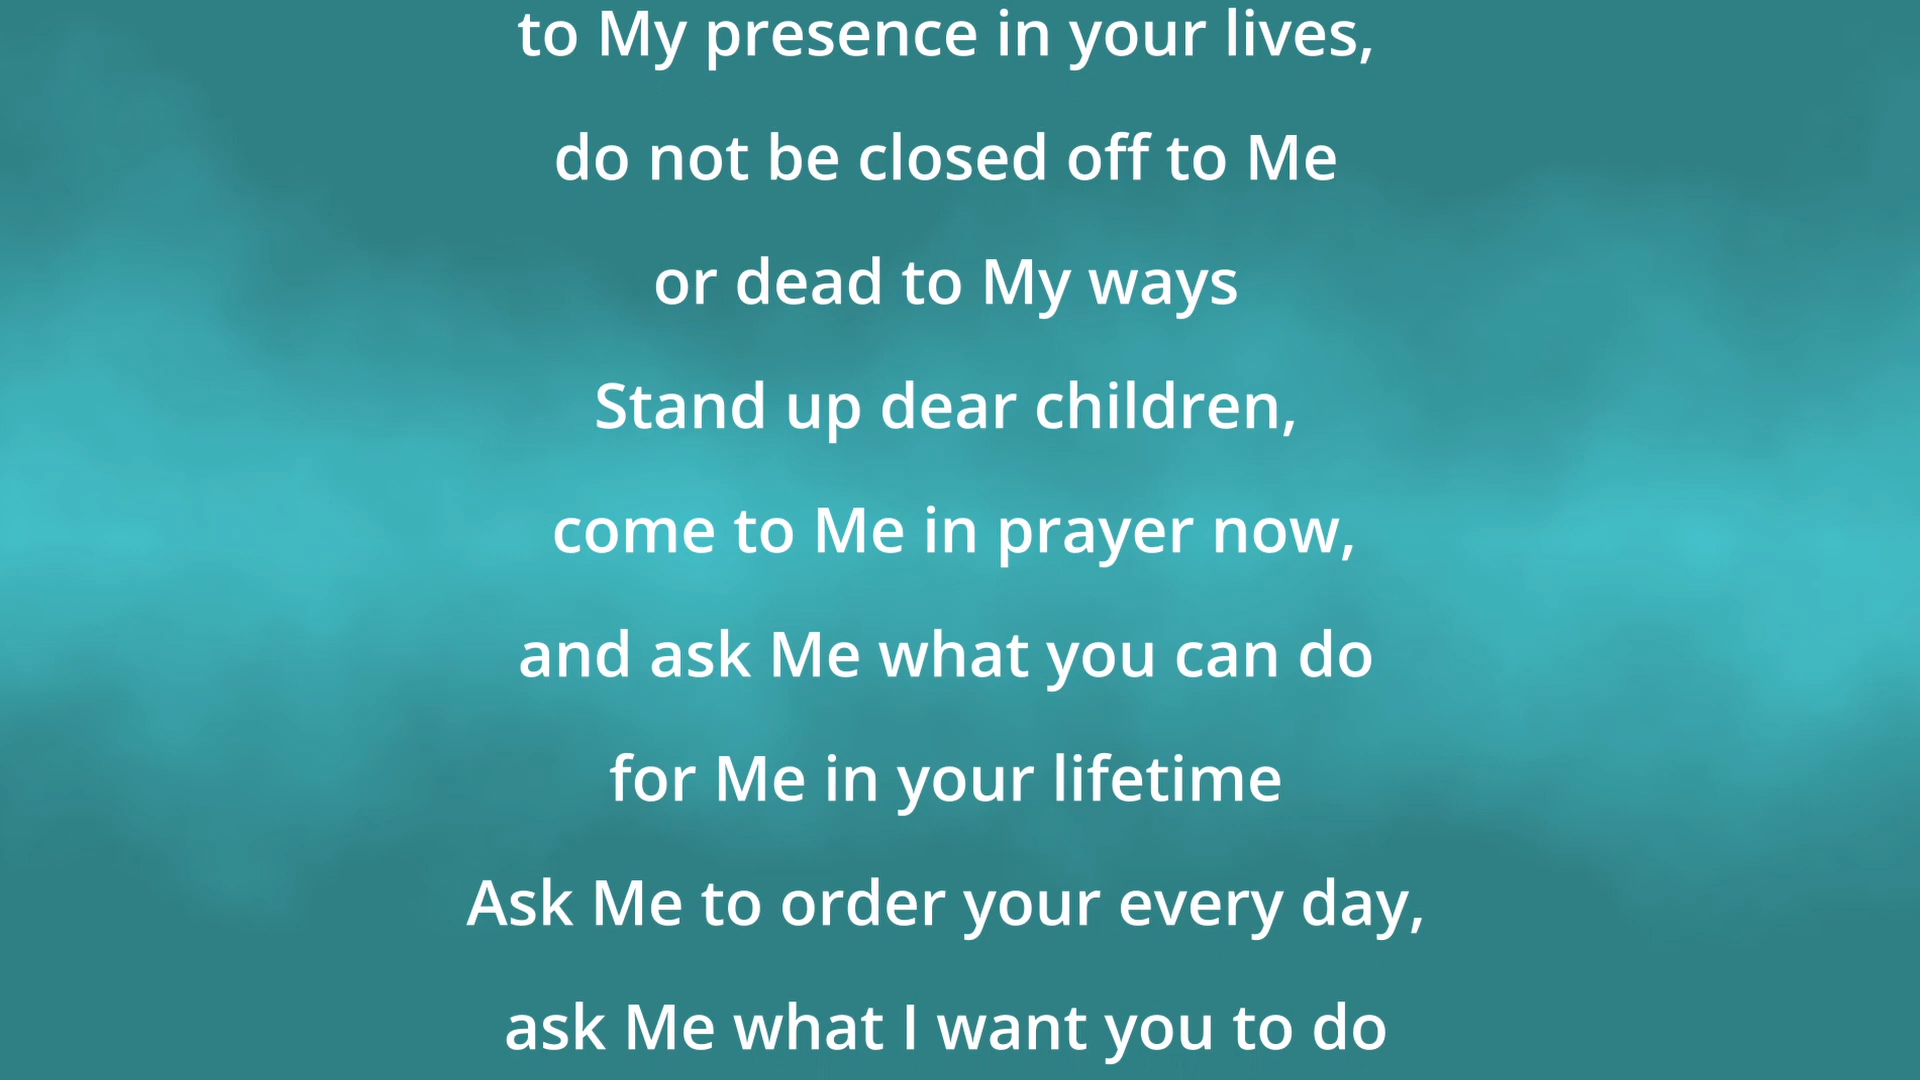 to My presence in your lives,
do not be closed off to Me
or dead to My ways
Stand up dear children,
come to Me in prayer now,
and ask Me what you can do
for Me in your lifetime
Ask Me to order your every day,
ask Me what I want you to do